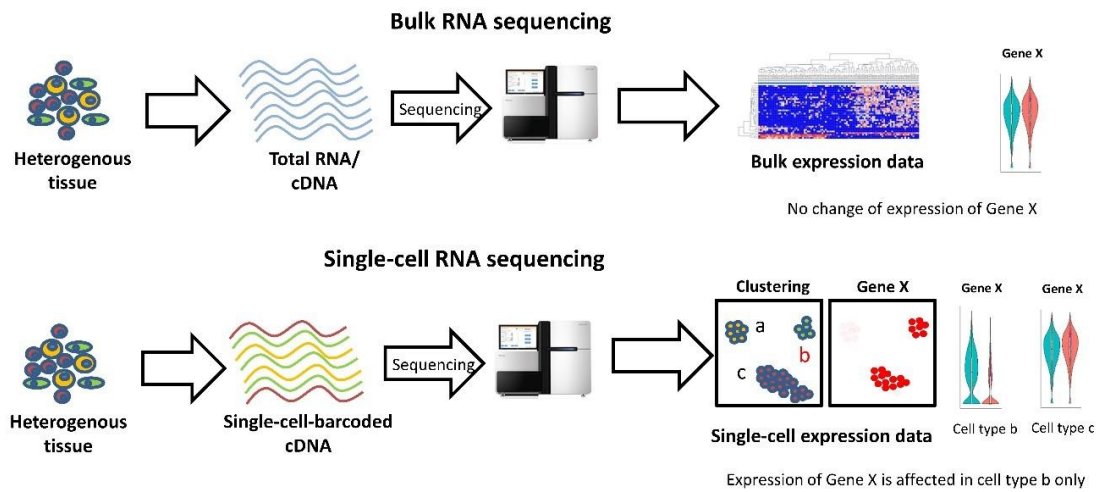 Bulk RNA sequencing
Heterogenous
tissue
Total RNA/
cDNA
Sequencing
Bulk expression data
Gene X
No change of expression of Gene X
Single-cell RNA sequencing
Heterogenous
tissue
Single-cell-barcoded
cDNA
Sequencing
Clustering
a
b
c
Gene X
Single-cell expression data
Gene X
Cell type b
Gene X
Cell type c
Expression of Gene X is affected in cell type b only